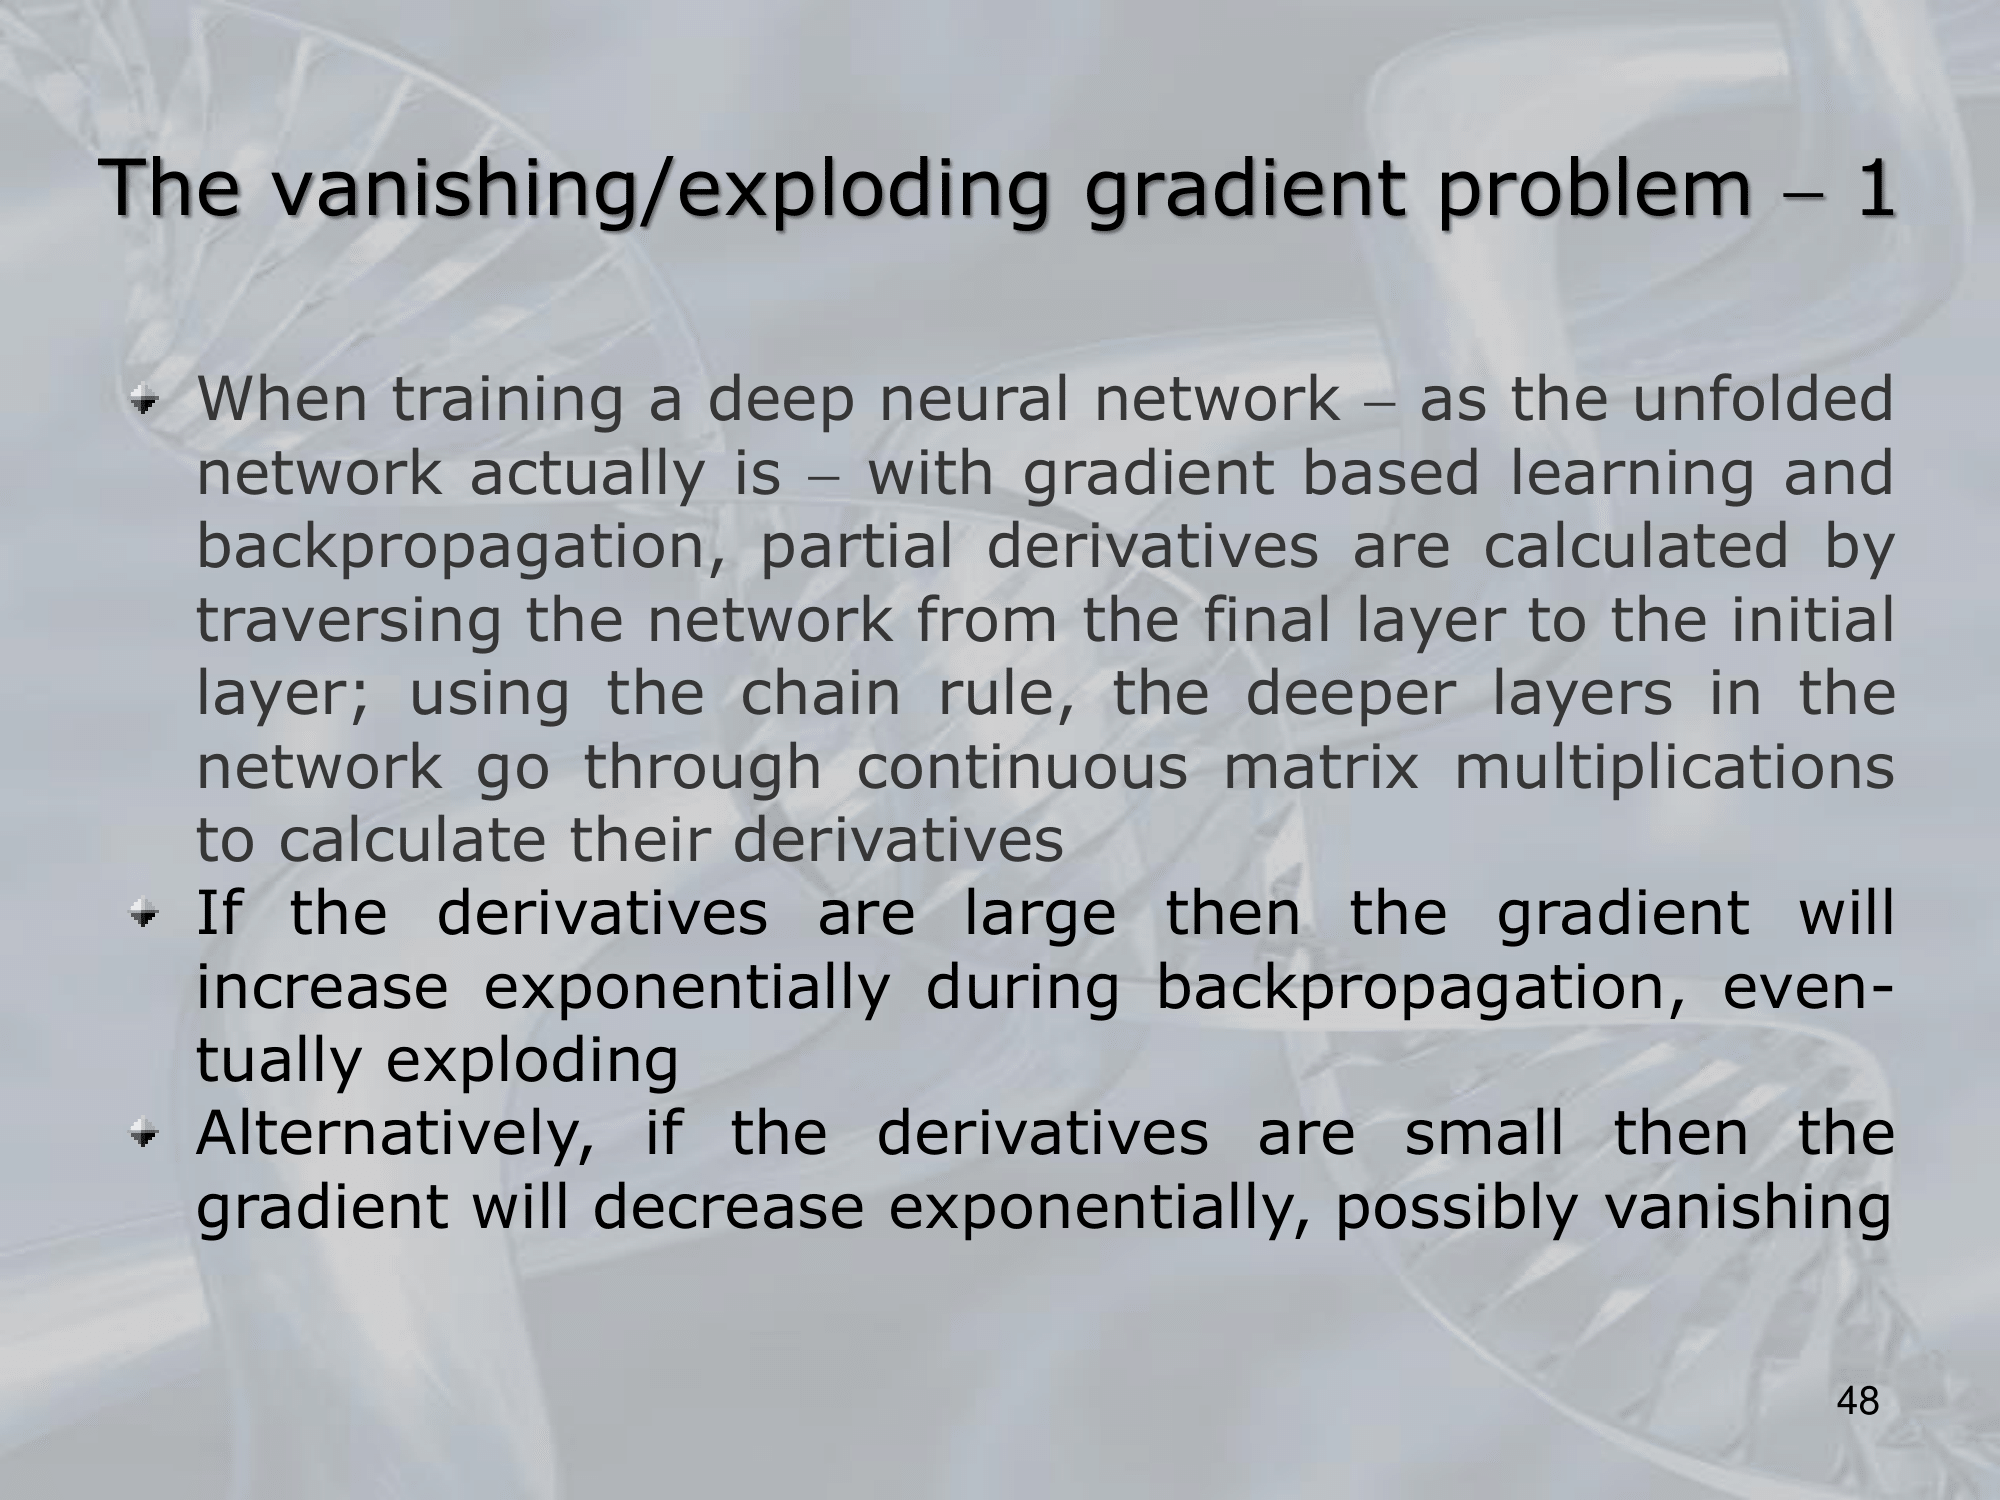 The vanishing/exploding gradient problem – 1
When training a deep neural network – as the unfolded
network actually is – with gradient based learning and
backpropagation, partial derivatives are calculated by
traversing the network from the final layer to the initial
layer; using the chain rule, the deeper layers in the
network go through continuous matrix multiplications
to calculate their derivatives
If the derivatives are large then the gradient will
increase exponentially during backpropagation, even-
tually exploding
Alternatively, if the derivatives are small then the
gradient will decrease exponentially, possibly vanishing
48